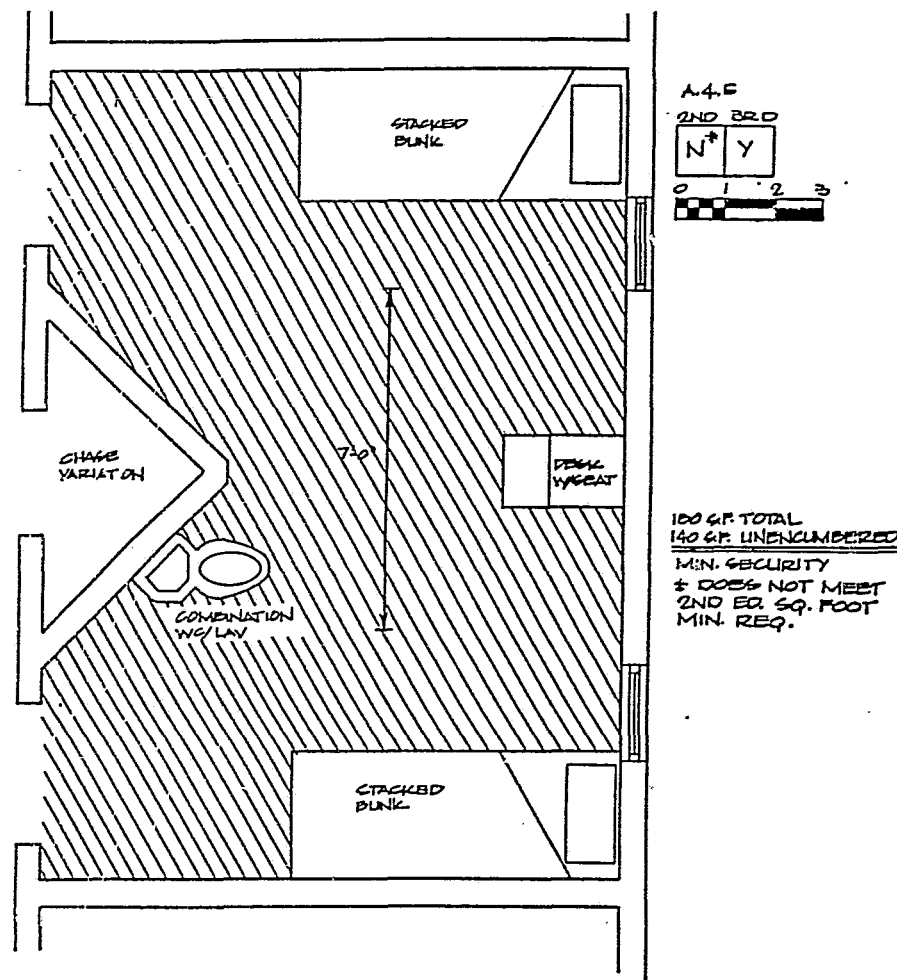 A.4.E
2ND 3RD
N‡ Y
0 1 2 3
STACKED
BUNK
CHASE
VARIATON
7'-0"
DESK
W/SEAT
COMBINATION
WC/LAV
STACKED
BUNK
180 S.F. TOTAL
140 S.F. UNENCUMBERED
MIN. SECURITY
‡ DOES NOT MEET
2ND ED. SQ. FOOT
MIN. REQ.